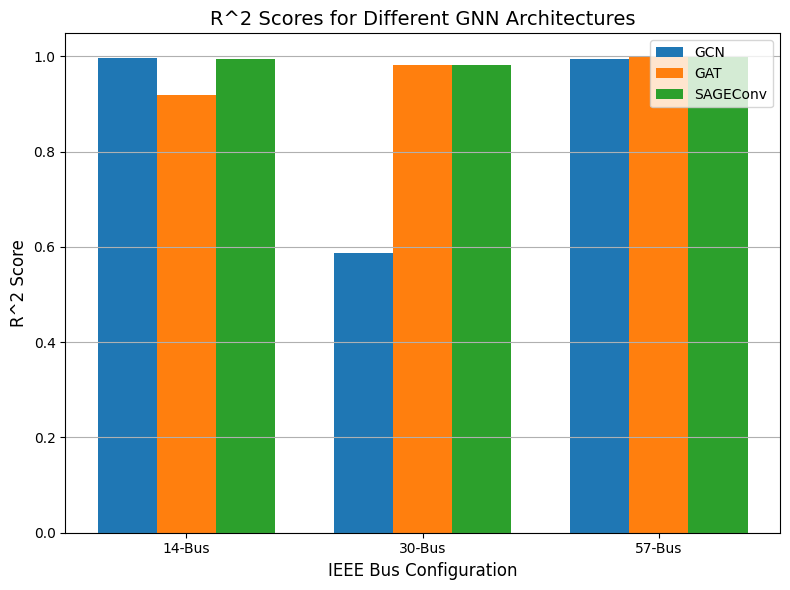 R^2 Scores for Different GNN Architectures
GCN
GAT
SAGEConv
R^2 Score
1.0
0.8
0.6
0.4
0.2
0.0
14-Bus
30-Bus
57-Bus
IEEE Bus Configuration